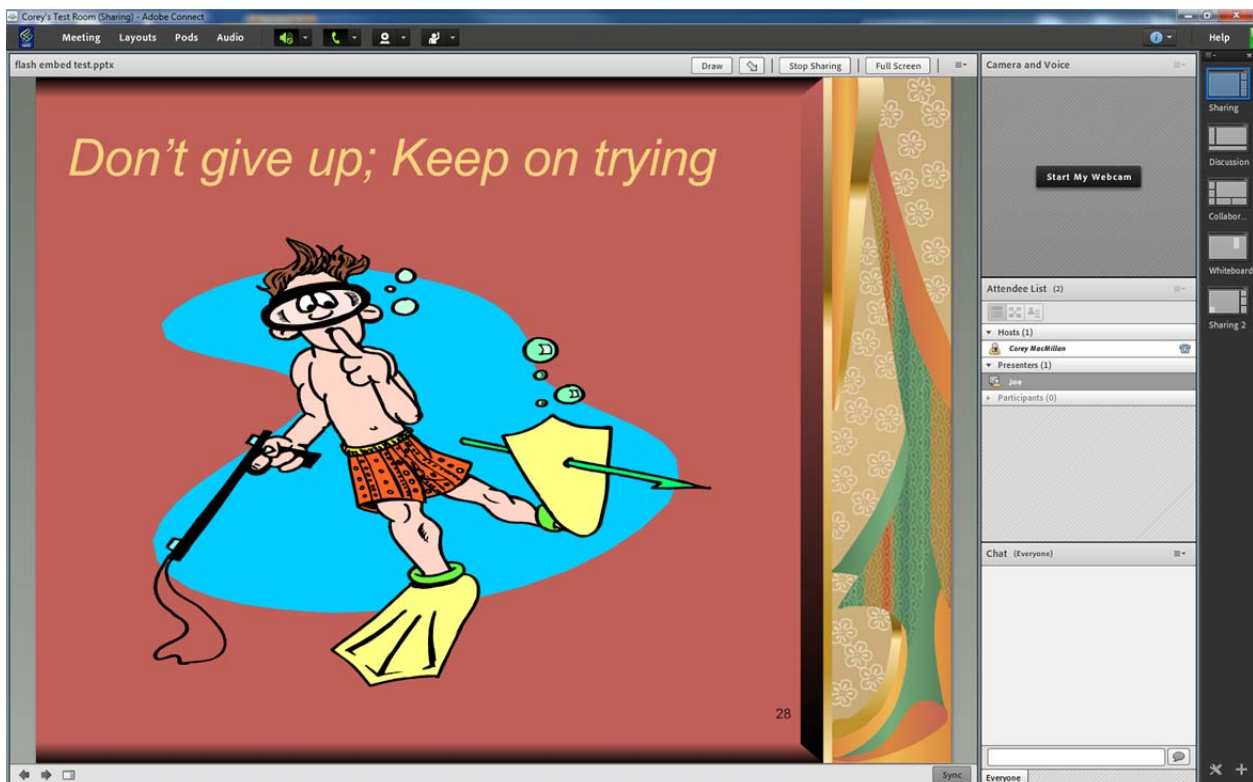 Corey's Test Room (Sharing) - Adobe Connect
Meeting Layouts Pods Audio Help
flash embed test.pptx Draw Stop Sharing Full Screen
Don't give up; Keep on trying
28
Sync
Camera and Voice
Start My Webcam
Attendee List (2)
Hosts (1)
Corey MacMillan
Presenters (1)
Joe
Participants (0)
Chat (Everyone)
Everyone
Sharing
Discussion
Collabor...
Whiteboard
Sharing 2